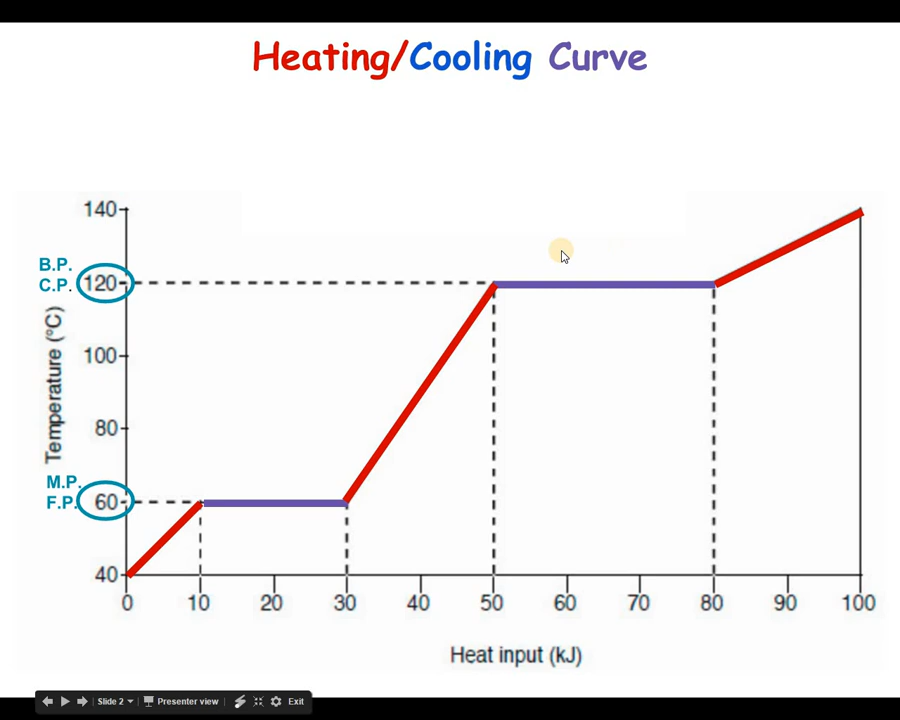 Heating/Cooling Curve
140
B.P.
C.P.
120
100
Temperature (°C)
80
M.P.
F.P.
60
40
0 10 20 30 40 50 60 70 80 90 100
Heat input (kJ)
Slide 2 Presenter view Exit